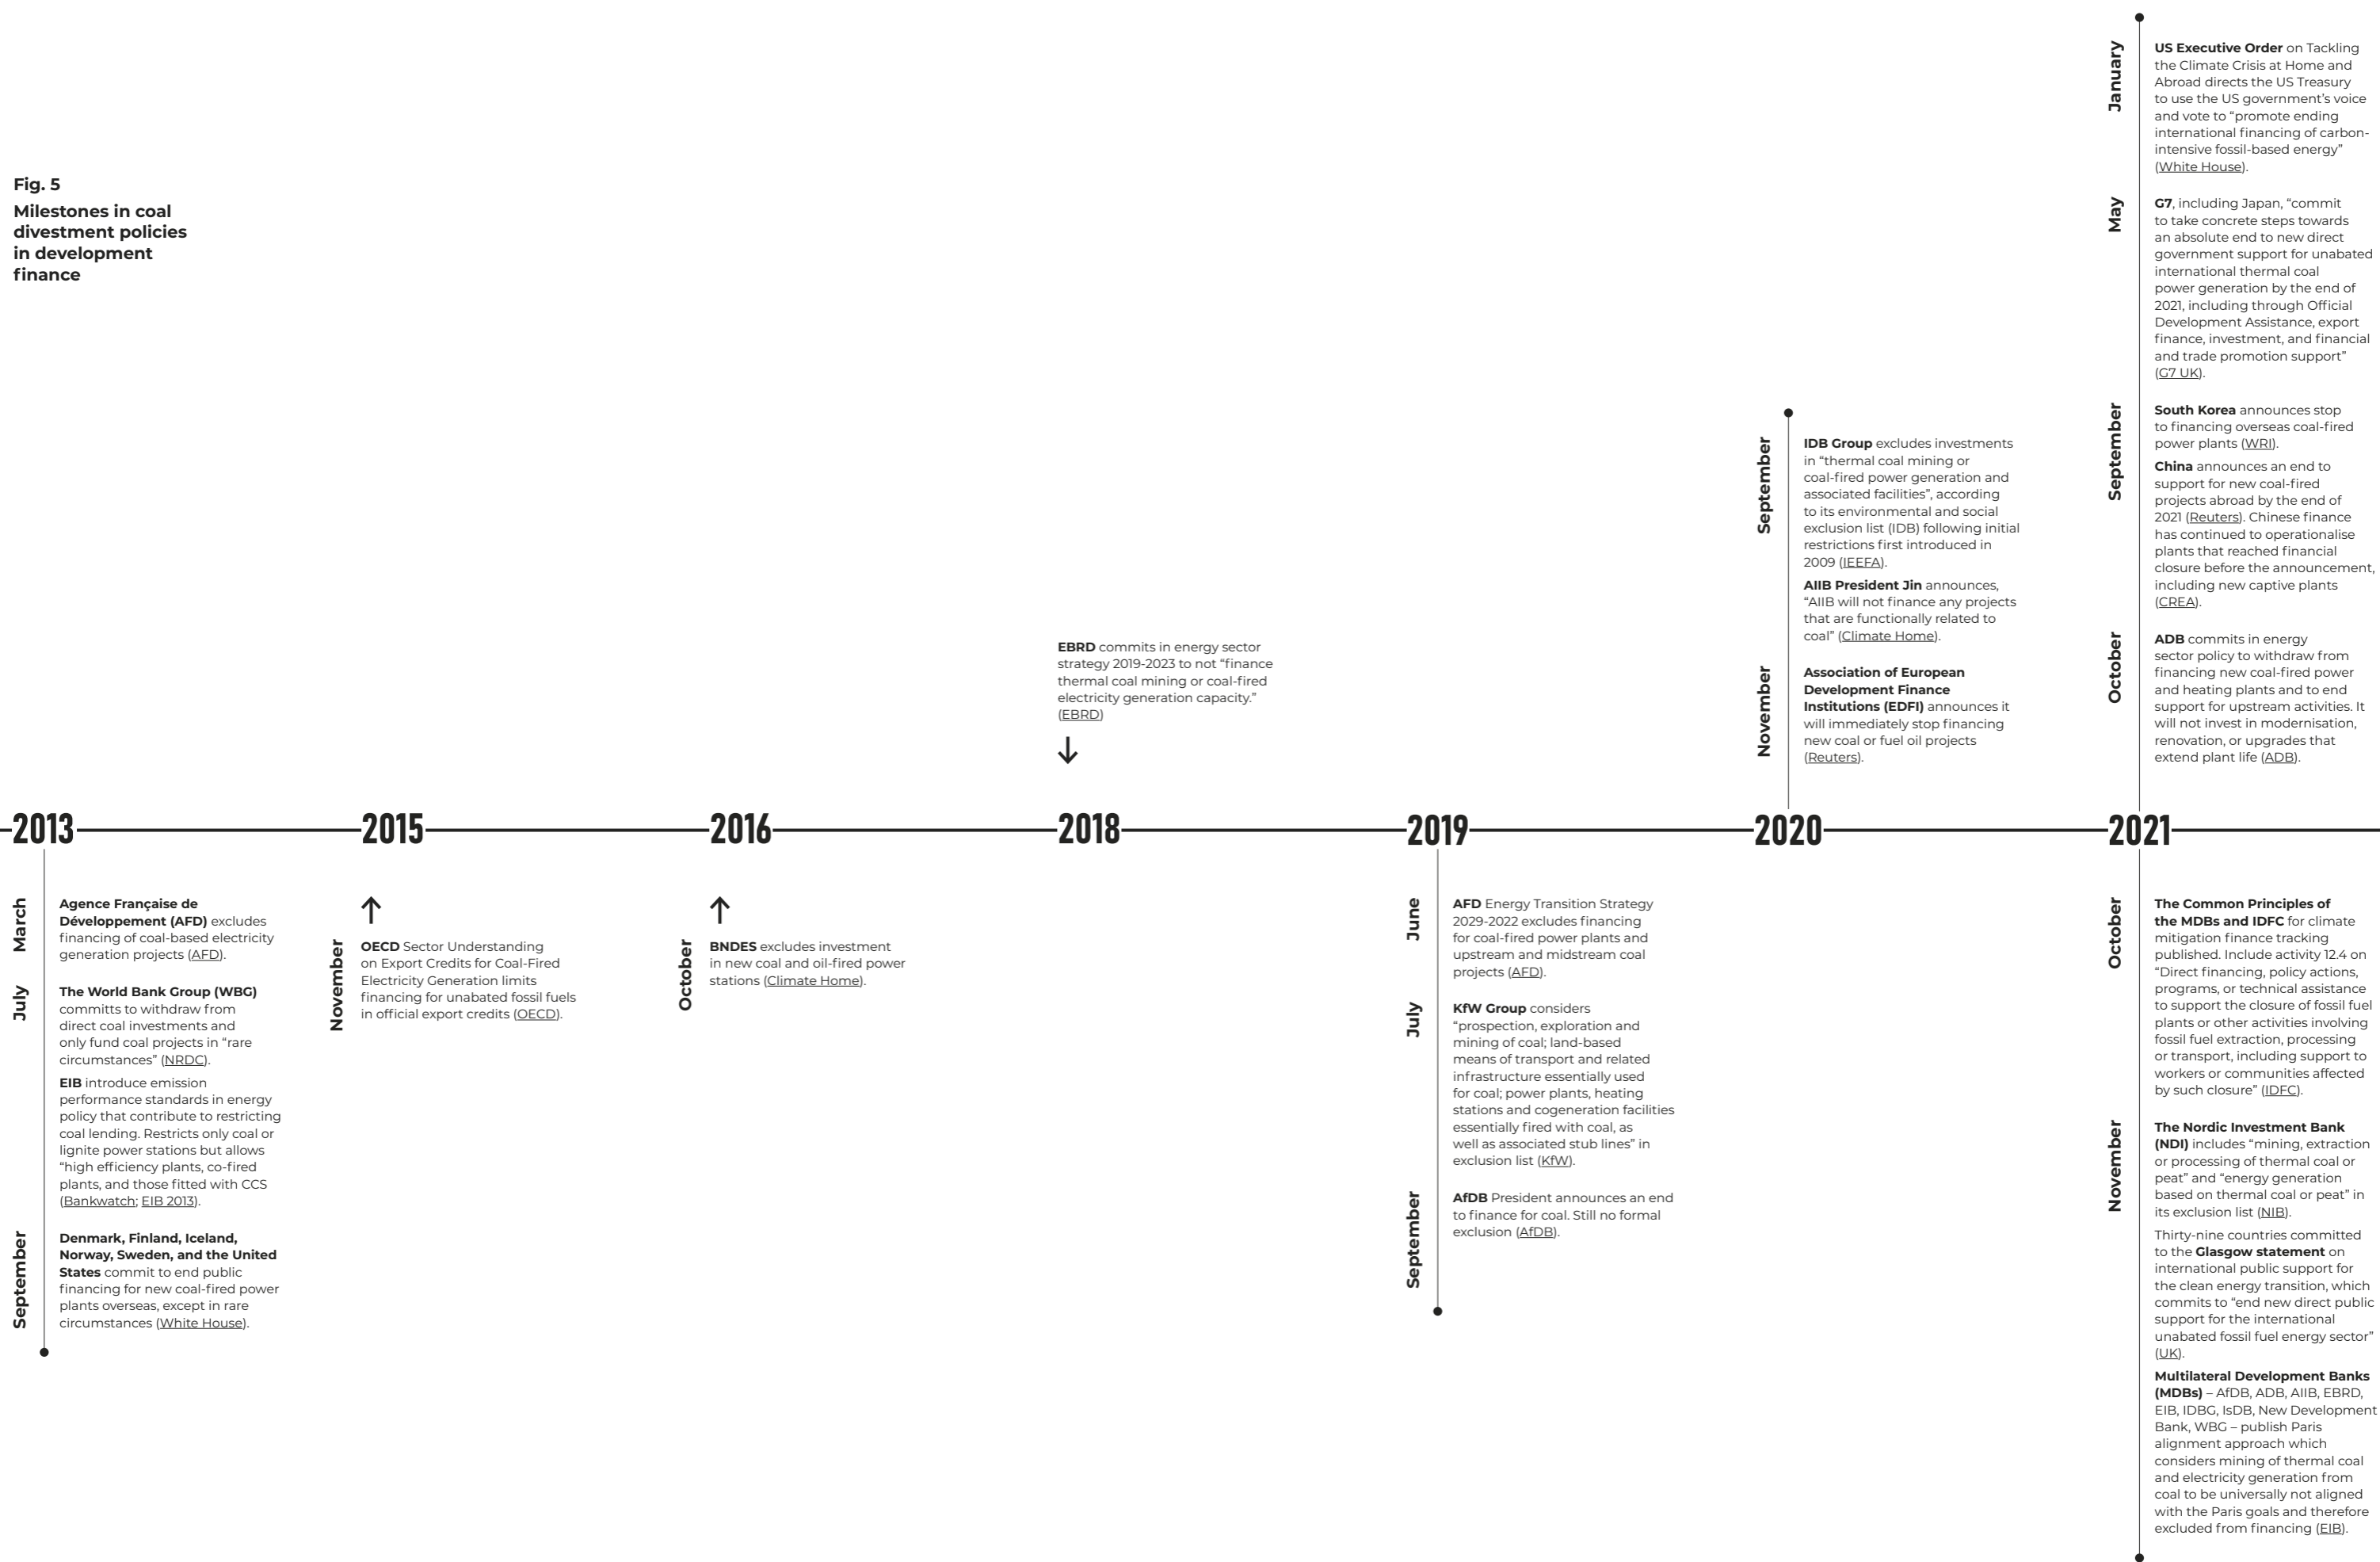 Fig. 5
Milestones in coal
divestment policies
in development
finance
2013
March
Agence Française de
Développement (AFD) excludes
financing of coal-based electricity
generation projects (AFD).
July
The World Bank Group (WBG)
committs to withdraw from
direct coal investments and
only fund coal projects in “rare
circumstances” (NRDC).
EIB introduce emission
performance standards in energy
policy that contribute to restricting
coal lending. Restricts only coal or
lignite power stations but allows
“high efficiency plants, co-fired
plants, and those fitted with CCS
(Bankwatch; EIB 2013).
September
Denmark, Finland, Iceland,
Norway, Sweden, and the United
States commit to end public
financing for new coal-fired power
plants overseas, except in rare
circumstances (White House).
2015
November
OECD Sector Understanding
on Export Credits for Coal-Fired
Electricity Generation limits
financing for unabated fossil fuels
in official export credits (OECD).
2016
October
BNDES excludes investment
in new coal and oil-fired power
stations (Climate Home).
EBRD commits in energy sector
strategy 2019-2023 to not “finance
thermal coal mining or coal-fired
electricity generation capacity.”
(EBRD)
2018
2019
June
AFD Energy Transition Strategy
2029-2022 excludes financing
for coal-fired power plants and
upstream and midstream coal
projects (AFD).
July
KfW Group considers
“prospection, exploration and
mining of coal; land-based
means of transport and related
infrastructure essentially used
for coal; power plants, heating
stations and cogeneration facilities
essentially fired with coal, as
well as associated stub lines” in
exclusion list (KfW).
September
AfDB President announces an end
to finance for coal. Still no formal
exclusion (AfDB).
September
IDB Group excludes investments
in “thermal coal mining or
coal-fired power generation and
associated facilities”, according
to its environmental and social
exclusion list (IDB) following initial
restrictions first introduced in
2009 (IEEFA).
AIIB President Jin announces,
“AIIB will not finance any projects
that are functionally related to
coal” (Climate Home).
November
Association of European
Development Finance
Institutions (EDFI) announces it
will immediately stop financing
new coal or fuel oil projects
(Reuters).
2020
January
US Executive Order on Tackling
the Climate Crisis at Home and
Abroad directs the US Treasury
to use the US government’s voice
and vote to “promote ending
international financing of carbon-
intensive fossil-based energy”
(White House).
May
G7, including Japan, “commit
to take concrete steps towards
an absolute end to new direct
government support for unabated
international thermal coal
power generation by the end of
2021, including through Official
Development Assistance, export
finance, investment, and financial
and trade promotion support”
(G7 UK).
September
South Korea announces stop
to financing overseas coal-fired
power plants (WRI).
China announces an end to
support for new coal-fired
projects abroad by the end of
2021 (Reuters). Chinese finance
has continued to operationalise
plants that reached financial
closure before the announcement,
including new captive plants
(CREA).
October
ADB commits in energy
sector policy to withdraw from
financing new coal-fired power
and heating plants and to end
support for upstream activities. It
will not invest in modernisation,
renovation, or upgrades that
extend plant life (ADB).
2021
October
The Common Principles of
the MDBs and IDFC for climate
mitigation finance tracking
published. Include activity 12.4 on
“Direct financing, policy actions,
programs, or technical assistance
to support the closure of fossil fuel
plants or other activities involving
fossil fuel extraction, processing
or transport, including support to
workers or communities affected
by such closure” (IDFC).
November
The Nordic Investment Bank
(NDI) includes “mining, extraction
or processing of thermal coal or
peat” and “energy generation
based on thermal coal or peat” in
its exclusion list (NIB).
Thirty-nine countries committed
to the Glasgow statement on
international public support for
the clean energy transition, which
commits to “end new direct public
support for the international
unabated fossil fuel energy sector”
(UK).
Multilateral Development Banks
(MDBs) – AfDB, ADB, AIIB, EBRD,
EIB, IDBG, IsDB, New Development
Bank, WBG – publish Paris
alignment approach which
considers mining of thermal coal
and electricity generation from
coal to be universally not aligned
with the Paris goals and therefore
excluded from financing (EIB).